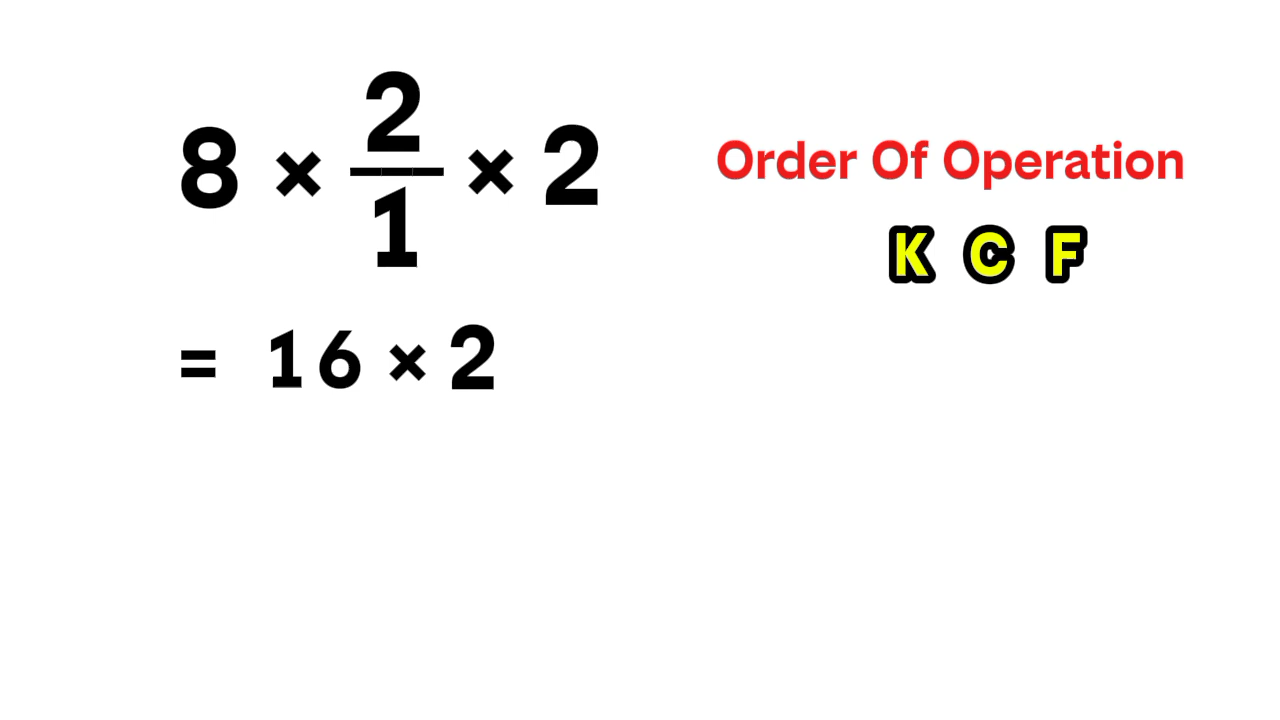 8 × 2/1 × 2
Order Of Operation
K C F
= 16 × 2